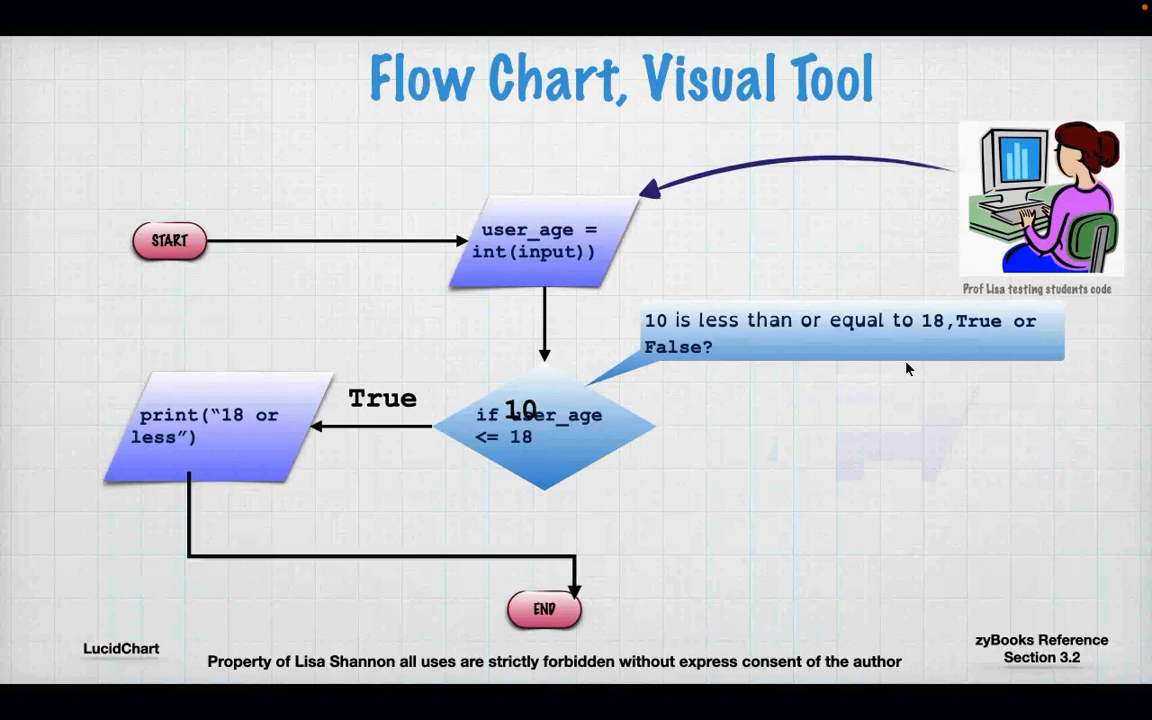 Flow Chart, Visual Tool
START
user_age =
int(input))
Prof Lisa testing students code
10 is less than or equal to 18,True or
False?
True
print(“18 or
less”)
10
if user_age
<= 18
END
LucidChart
zyBooks Reference
Section 3.2
Property of Lisa Shannon all uses are strictly forbidden without express consent of the author